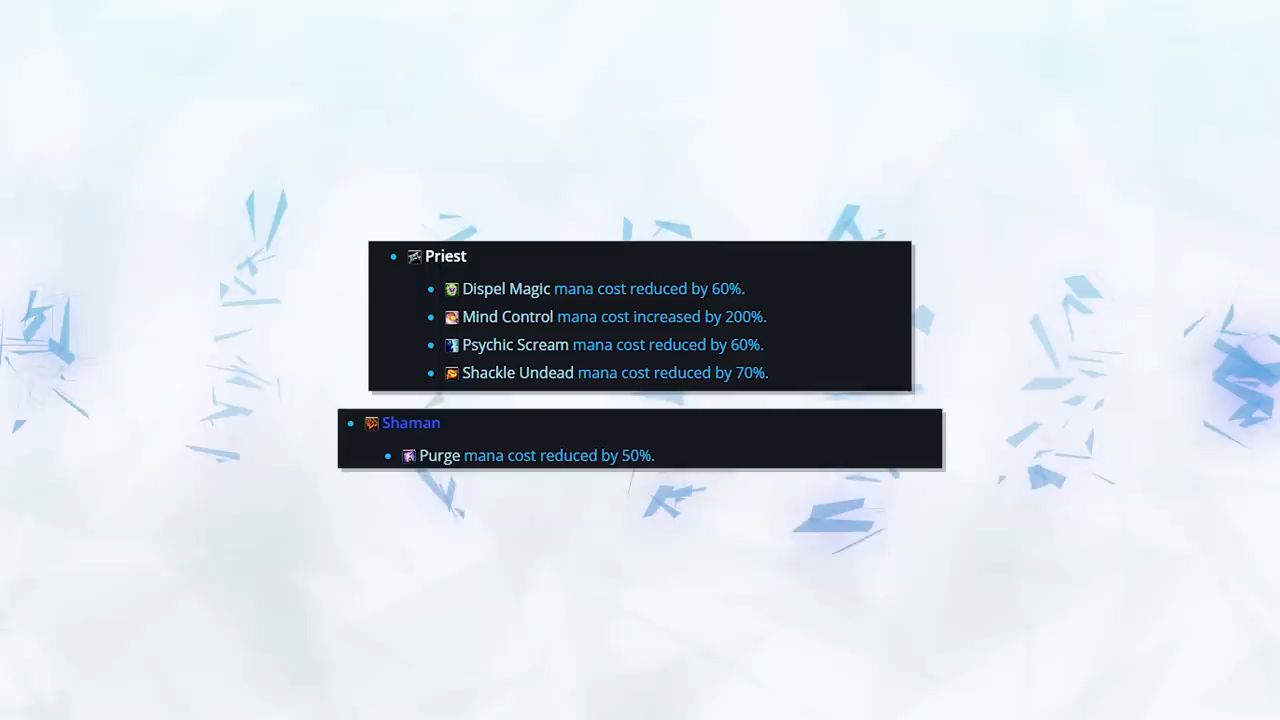 Priest
Dispel Magic mana cost reduced by 60%.
Mind Control mana cost increased by 200%.
Psychic Scream mana cost reduced by 60%.
Shackle Undead mana cost reduced by 70%.
Shaman
Purge mana cost reduced by 50%.